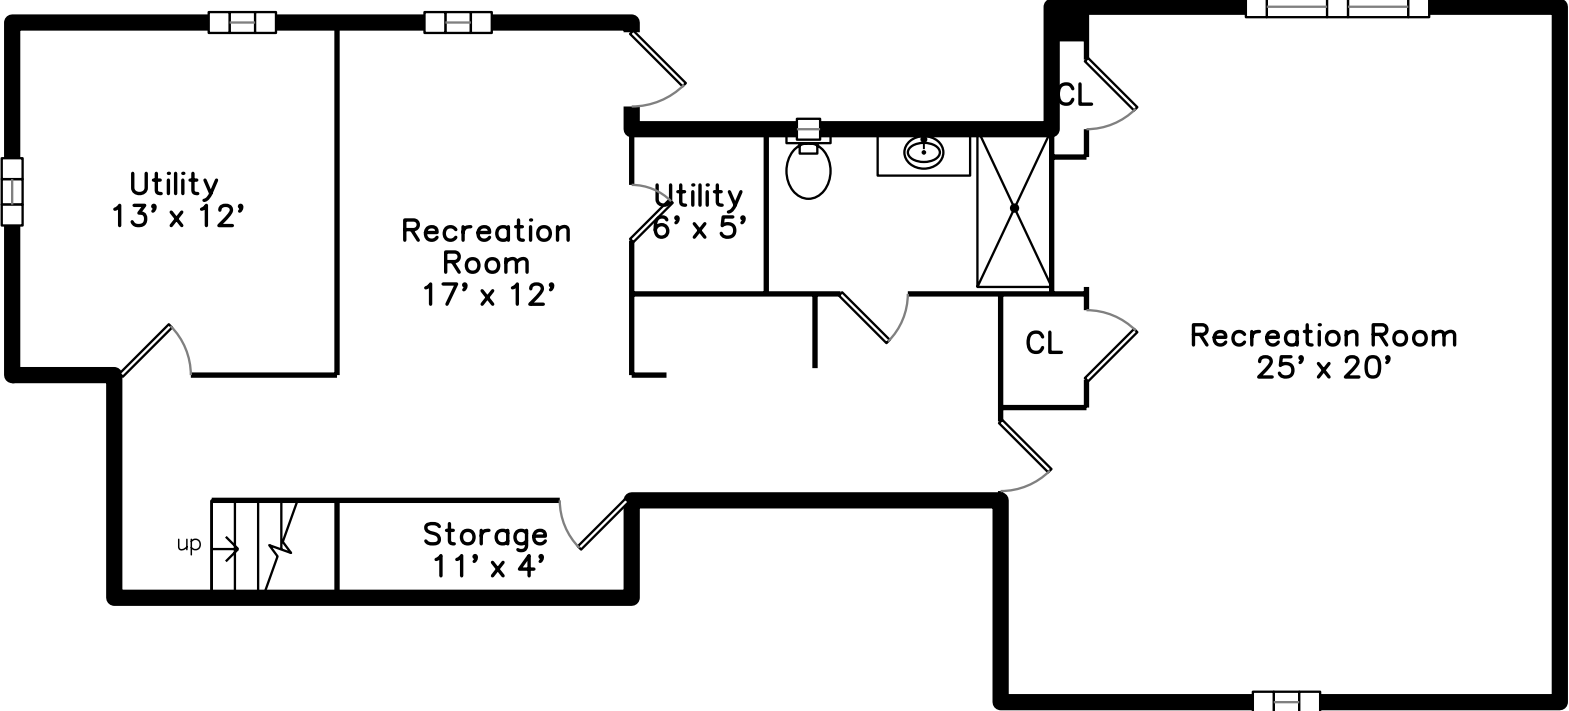 Utility
13' x 12'
Recreation
Room
17' x 12'
Utility
6' x 5'
CL
CL
Recreation Room
25' x 20'
up
Storage
11' x 4'